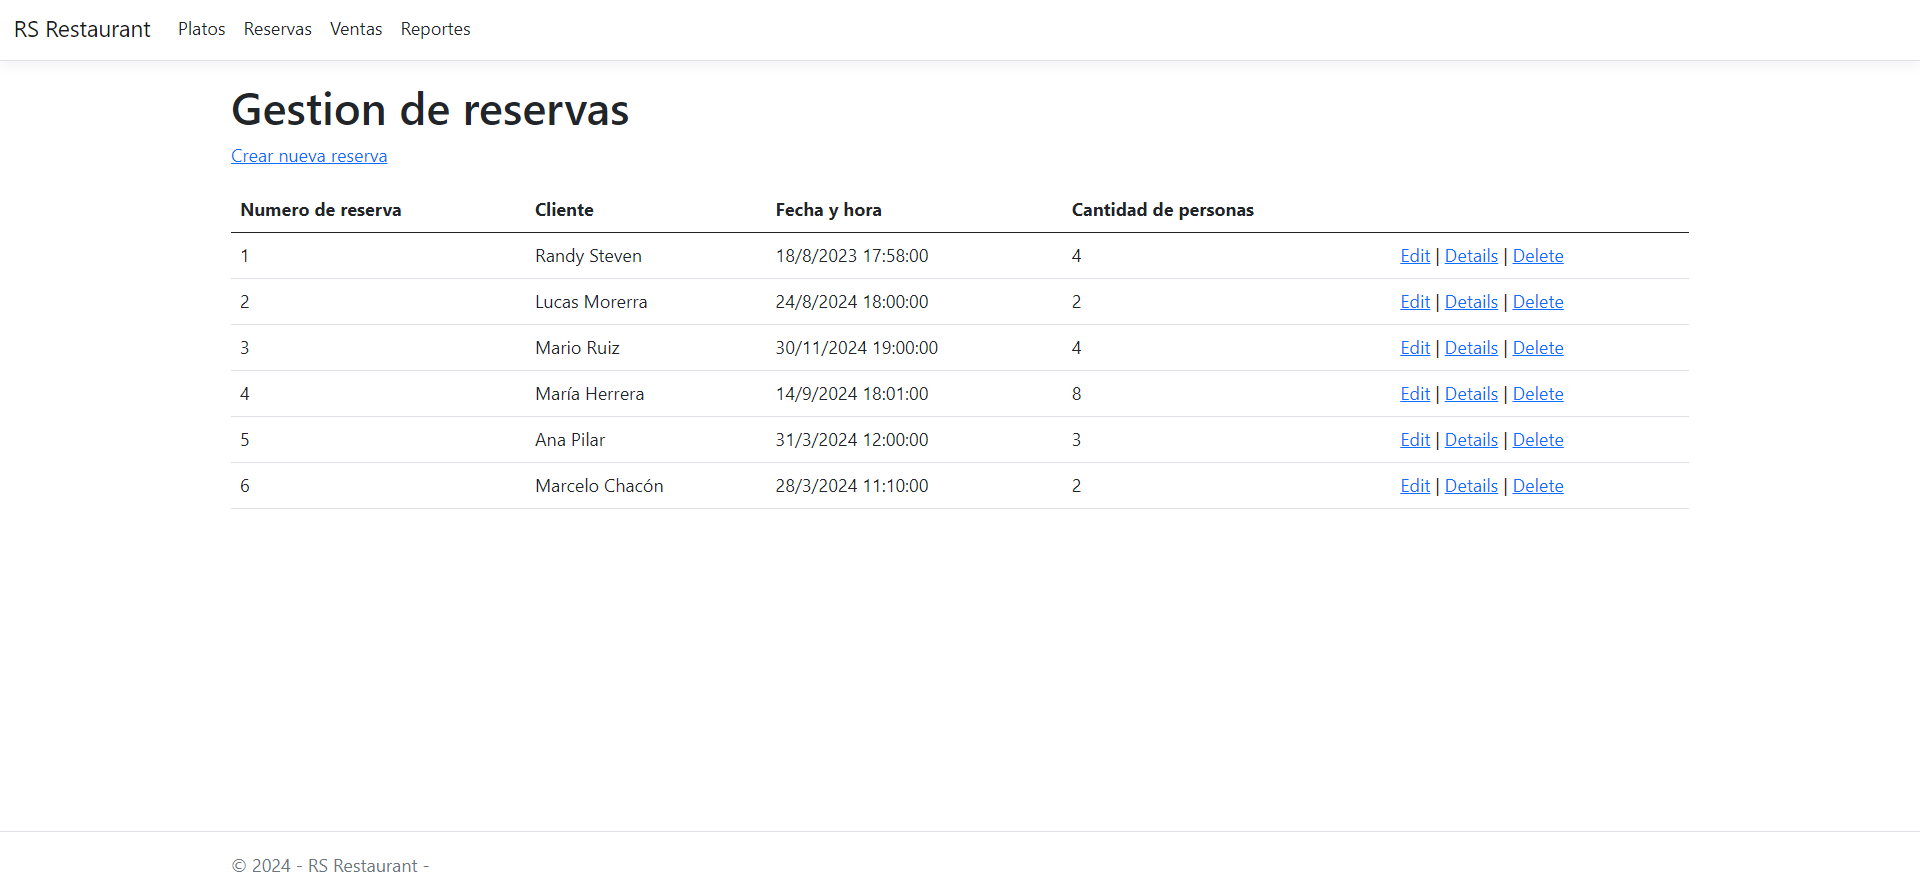 RS Restaurant Platos Reservas Ventas Reportes
Gestion de reservas
Crear nueva reserva
Numero de reserva Cliente Fecha y hora Cantidad de personas
1 Randy Steven 18/8/2023 17:58:00 4 Edit | Details | Delete
2 Lucas Morerra 24/8/2024 18:00:00 2 Edit | Details | Delete
3 Mario Ruiz 30/11/2024 19:00:00 4 Edit | Details | Delete
4 María Herrera 14/9/2024 18:01:00 8 Edit | Details | Delete
5 Ana Pilar 31/3/2024 12:00:00 3 Edit | Details | Delete
6 Marcelo Chacón 28/3/2024 11:10:00 2 Edit | Details | Delete
© 2024 - RS Restaurant -